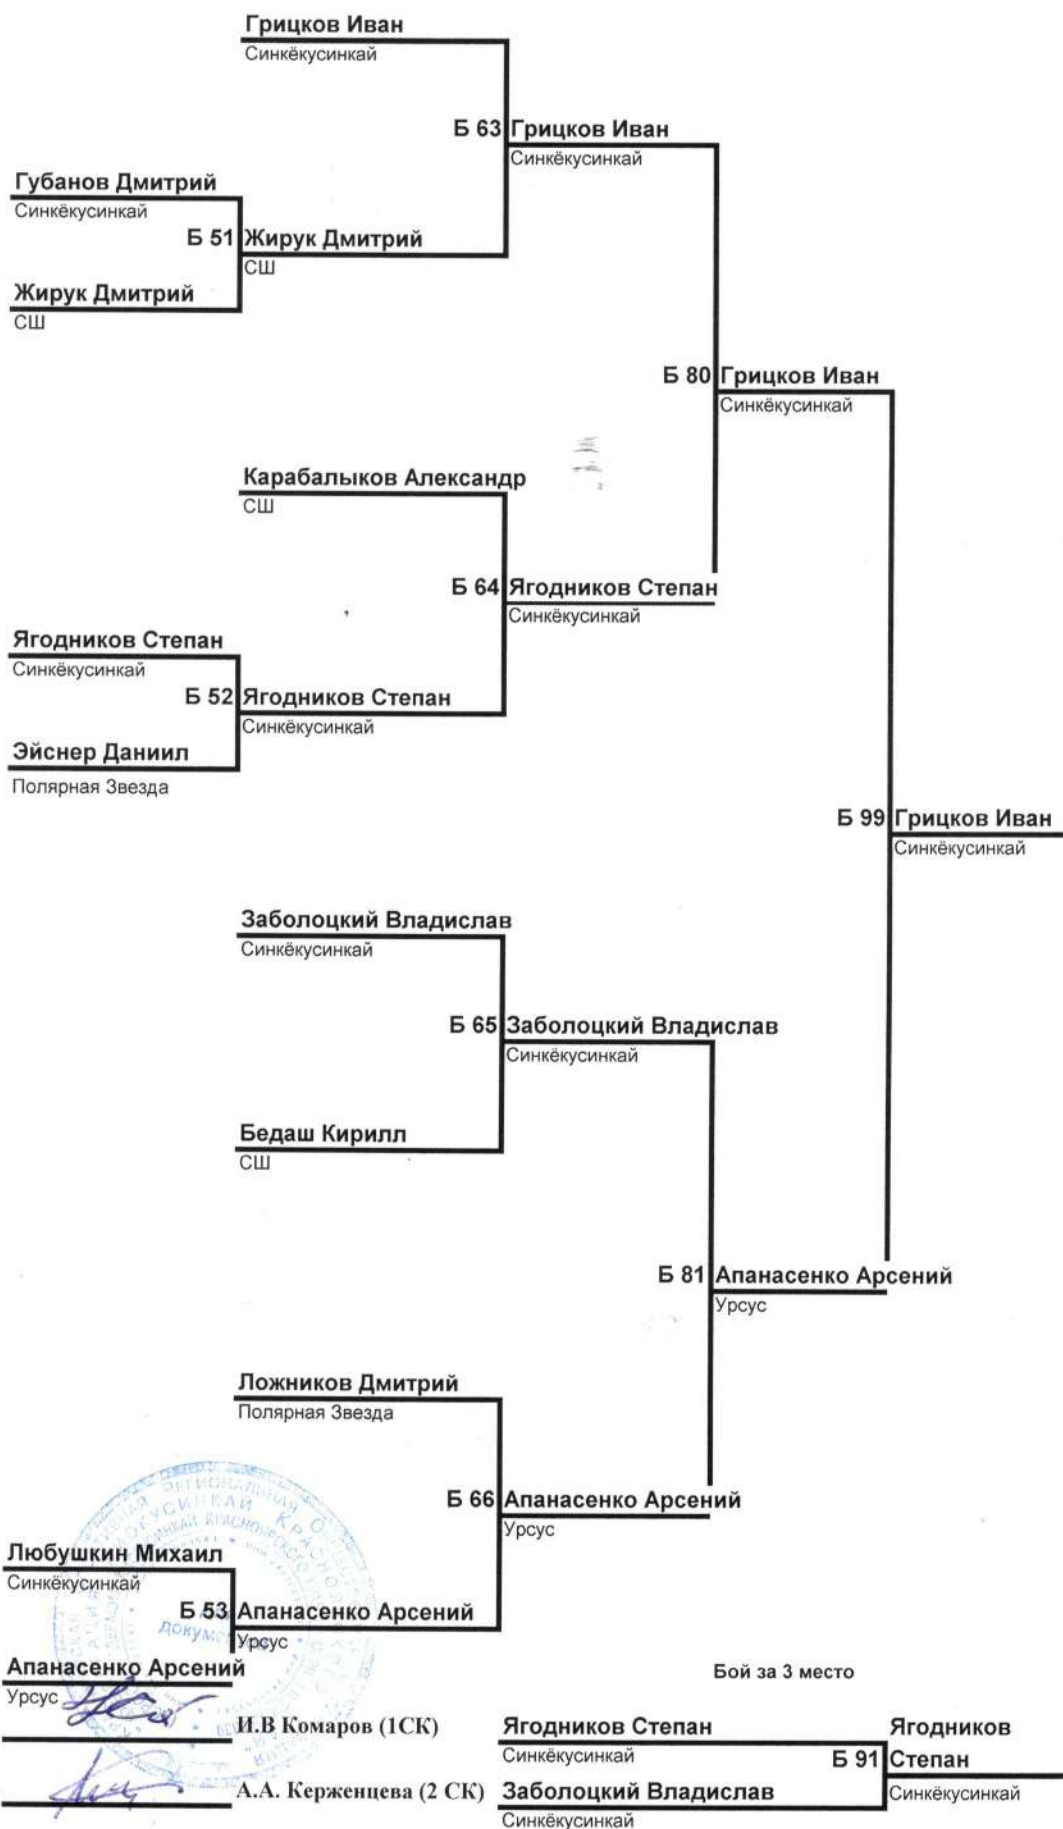 Грицков Иван
Синкёкусинкай
Б 63 Грицков Иван
Синкёкусинкай
Губанов Дмитрий
Синкёкусинкай
Б 51 Жирук Дмитрий
СШ
Жирук Дмитрий
СШ
Б 80 Грицков Иван
Синкёкусинкай
Карабалыков Александр
СШ
Б 64 Ягодников Степан
Синкёкусинкай
Ягодников Степан
Синкёкусинкай
Б 52 Ягодников Степан
Синкёкусинкай
Эйснер Даниил
Полярная Звезда
Б 99 Грицков Иван
Синкёкусинкай
Заболоцкий Владислав
Синкёкусинкай
Б 65 Заболоцкий Владислав
Синкёкусинкай
Бедаш Кирилл
СШ
Б 81 Апанасенко Арсений
Урсус
Ложников Дмитрий
Полярная Звезда
Б 66 Апанасенко Арсений
Урсус
Любушкин Михаил
Синкёкусинкай
Б 53 Апанасенко Арсений
Урсус
Апанасенко Арсений
Урсус
Бой за 3 место
И.В Комаров (1СК)
А.А. Керженцева (2 СК)
Ягодников Степан
Синкёкусинкай
Заболоцкий Владислав
Синкёкусинкай
Б 91
Ягодников
Степан
Синкёкусинкай